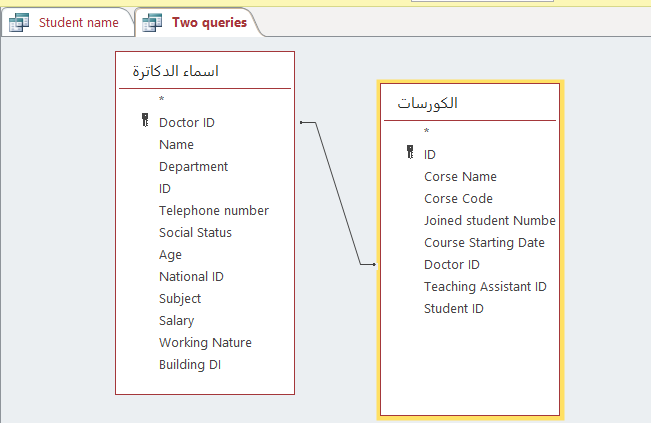 Student name
Two queries
اسماء الدكاترة
*
Doctor ID
Name
Department
ID
Telephone number
Social Status
Age
National ID
Subject
Salary
Working Nature
Building DI
الكورسات
*
ID
Corse Name
Corse Code
Joined student Numbe
Course Starting Date
Doctor ID
Teaching Assistant ID
Student ID